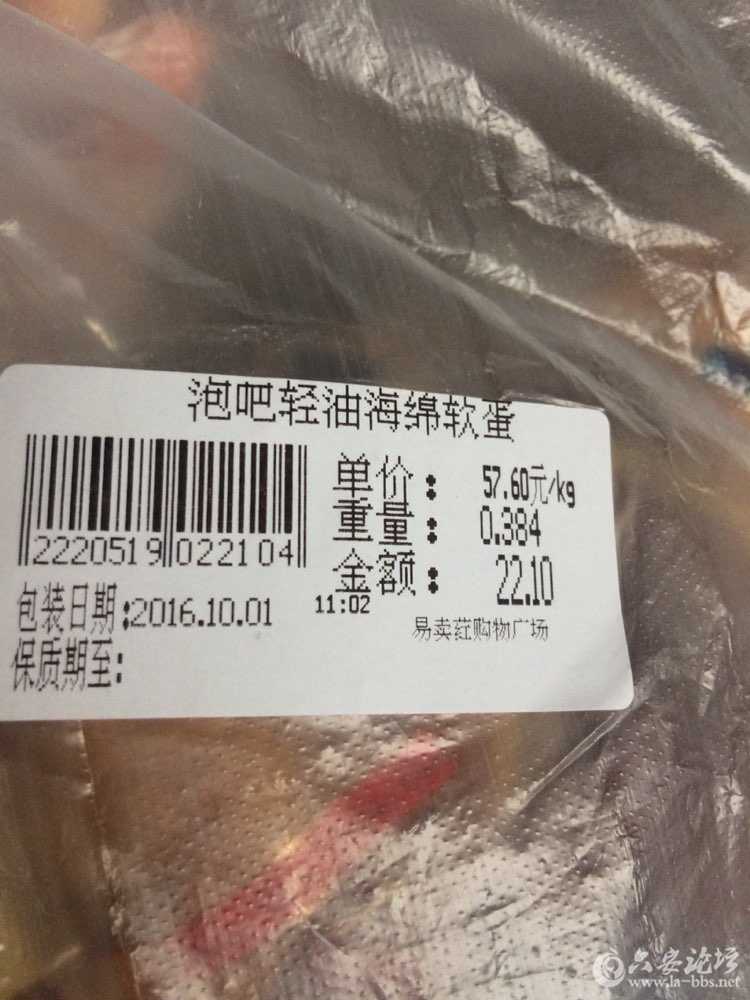 泡吧轻油海绵软蛋
单价: 57.60元/kg
重量: 0.384
金额: 22.10
2220519022104
包装日期:2016.10.01 11:02
易卖莊购物广场
保质期至:
六安论坛
www.la-bbs.net